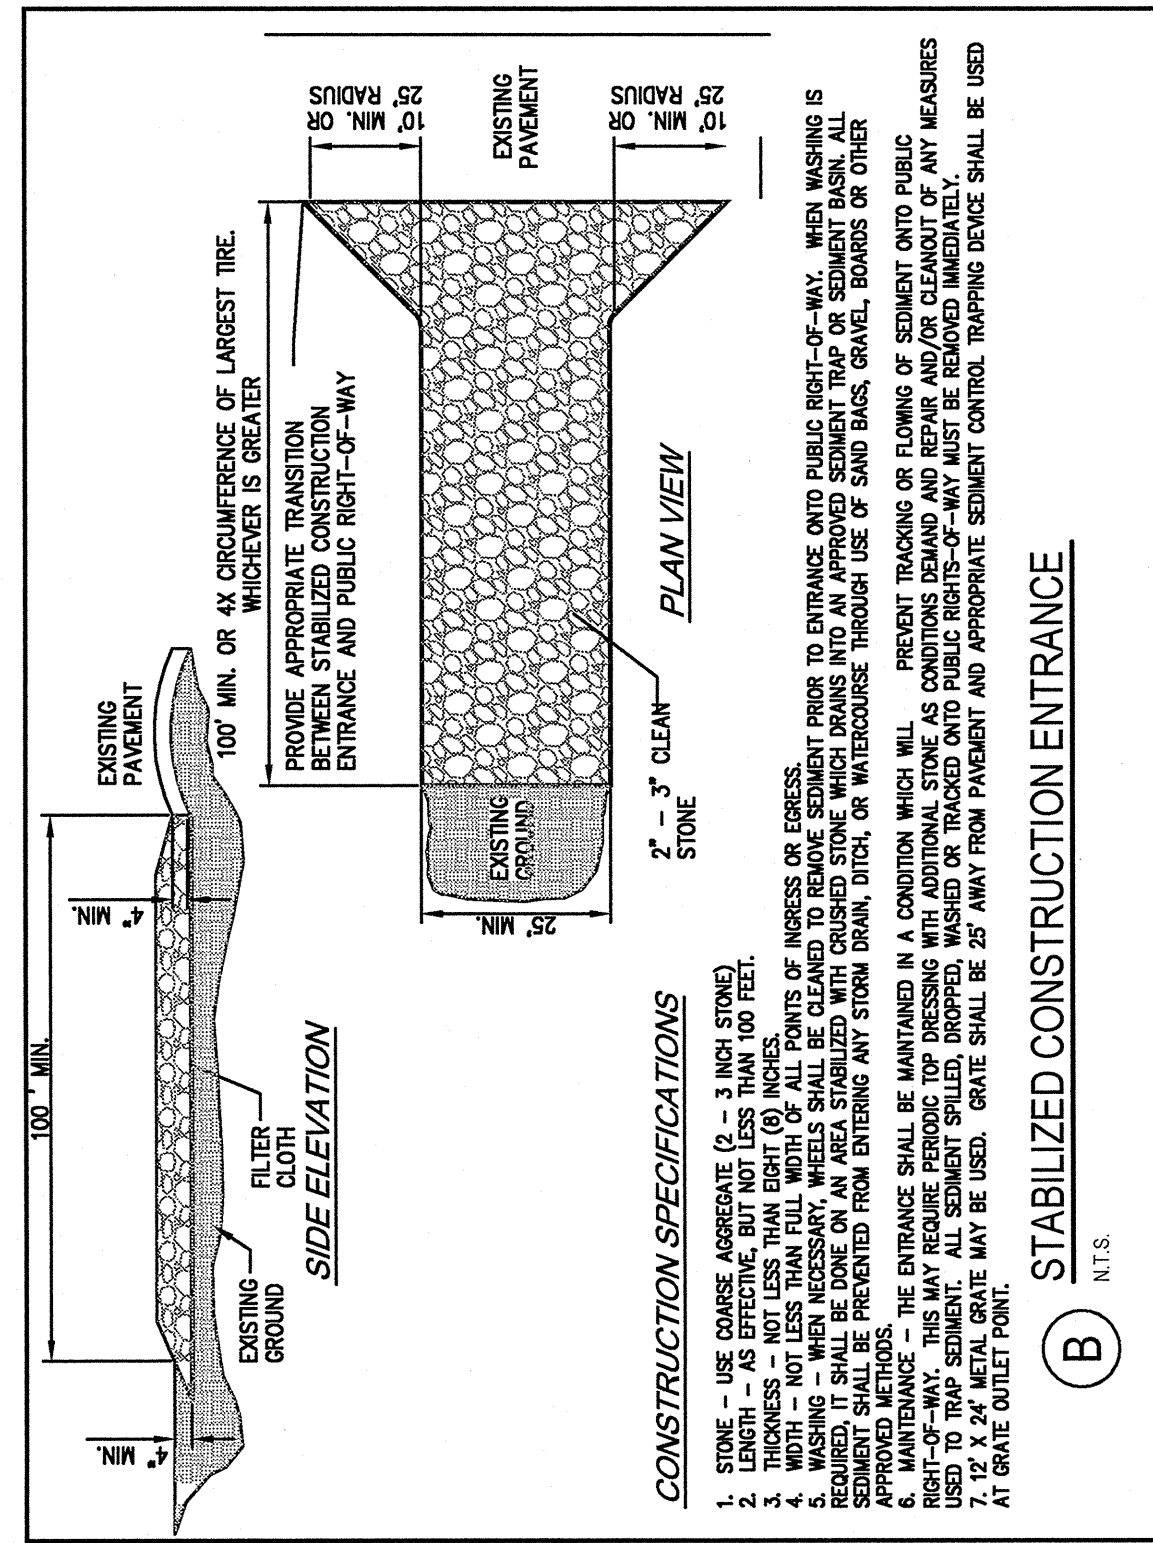 100 ' MIN.
4" MIN.
4" MIN.
EXISTING
PAVEMENT
EXISTING
GROUND
FILTER
CLOTH
SIDE ELEVATION
100' MIN. OR 4X CIRCUMFERENCE OF LARGEST TIRE.
WHICHEVER IS GREATER
PROVIDE APPROPRIATE TRANSITION
BETWEEN STABILIZED CONSTRUCTION
ENTRANCE AND PUBLIC RIGHT-OF-WAY
10' MIN. OR
25' RADIUS
EXISTING
PAVEMENT
10' MIN. OR
25' RADIUS
25' MIN.
EXISTING
GROUND
2" - 3" CLEAN
STONE
PLAN VIEW
CONSTRUCTION SPECIFICATIONS
1. STONE - USE COARSE AGGREGATE (2 - 3 INCH STONE)
2. LENGTH - AS EFFECTIVE, BUT NOT LESS THAN 100 FEET.
3. THICKNESS - NOT LESS THAN EIGHT (8) INCHES.
4. WIDTH - NOT LESS THAN FULL WIDTH OF ALL POINTS OF INGRESS OR EGRESS.
5. WASHING - WHEN NECESSARY, WHEELS SHALL BE CLEANED TO REMOVE SEDIMENT PRIOR TO ENTRANCE ONTO PUBLIC RIGHT-OF-WAY. WHEN WASHING IS
REQUIRED, IT SHALL BE DONE ON AN AREA STABILIZED WITH CRUSHED STONE WHICH DRAINS INTO AN APPROVED SEDIMENT TRAP OR SEDIMENT BASIN. ALL
SEDIMENT SHALL BE PREVENTED FROM ENTERING ANY STORM DRAIN, DITCH, OR WATERCOURSE THROUGH USE OF SAND BAGS, GRAVEL, BOARDS OR OTHER
APPROVED METHODS.
6. MAINTENANCE - THE ENTRANCE SHALL BE MAINTAINED IN A CONDITION WHICH WILL PREVENT TRACKING OR FLOWING OF SEDIMENT ONTO PUBLIC
RIGHT-OF-WAY. THIS MAY REQUIRE PERIODIC TOP DRESSING WITH ADDITIONAL STONE AS CONDITIONS DEMAND AND REPAIR AND/OR CLEANOUT OF ANY MEASURES
USED TO TRAP SEDIMENT. ALL SEDIMENT SPILLED, DROPPED, WASHED OR TRACKED ONTO PUBLIC RIGHTS-OF-WAY MUST BE REMOVED IMMEDIATELY.
7. 12' X 24' METAL GRATE MAY BE USED. GRATE SHALL BE 25' AWAY FROM PAVEMENT AND APPROPRIATE SEDIMENT CONTROL TRAPPING DEVICE SHALL BE USED
AT GRATE OUTLET POINT.
B
STABILIZED CONSTRUCTION ENTRANCE
N.T.S.